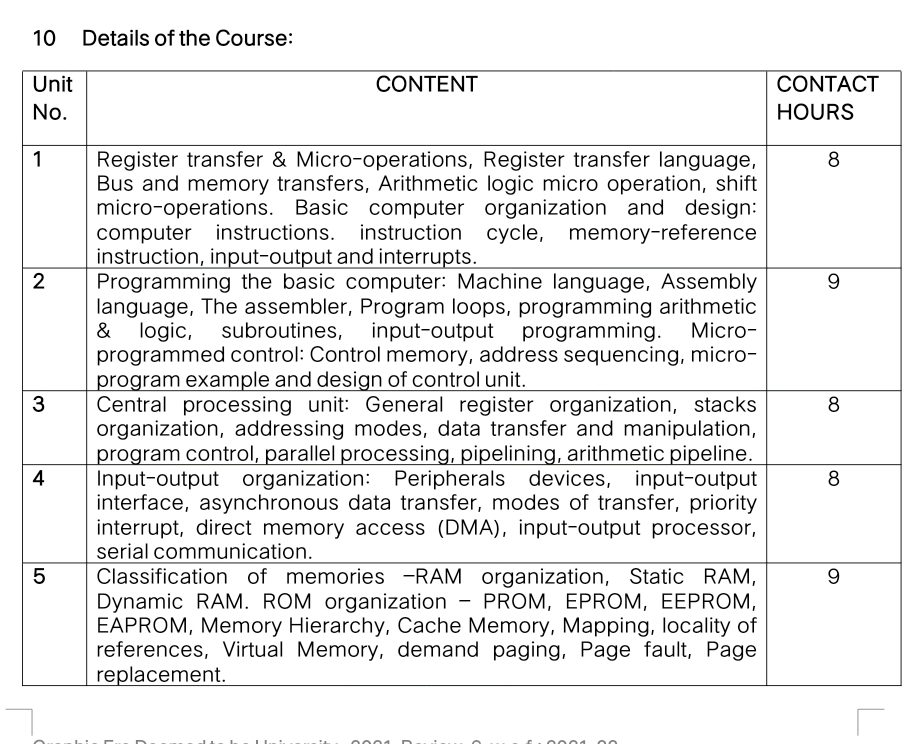 10 Details of the Course:
Unit No.
CONTENT
CONTACT HOURS
1
Register transfer & Micro-operations, Register transfer language,
Bus and memory transfers, Arithmetic logic micro operation, shift
micro-operations. Basic computer organization and design:
computer instructions. instruction cycle, memory-reference
instruction, input-output and interrupts.
8
2
Programming the basic computer: Machine language, Assembly
language, The assembler, Program loops, programming arithmetic
& logic, subroutines, input-output programming. Micro-
programmed control: Control memory, address sequencing, micro-
program example and design of control unit.
9
3
Central processing unit: General register organization, stacks
organization, addressing modes, data transfer and manipulation,
program control, parallel processing, pipelining, arithmetic pipeline.
8
4
Input-output organization: Peripherals devices, input-output
interface, asynchronous data transfer, modes of transfer, priority
interrupt, direct memory access (DMA), input-output processor,
serial communication.
8
5
Classification of memories –RAM organization, Static RAM,
Dynamic RAM. ROM organization – PROM, EPROM, EEPROM,
EAPROM, Memory Hierarchy, Cache Memory, Mapping, locality of
references, Virtual Memory, demand paging, Page fault, Page
replacement.
9